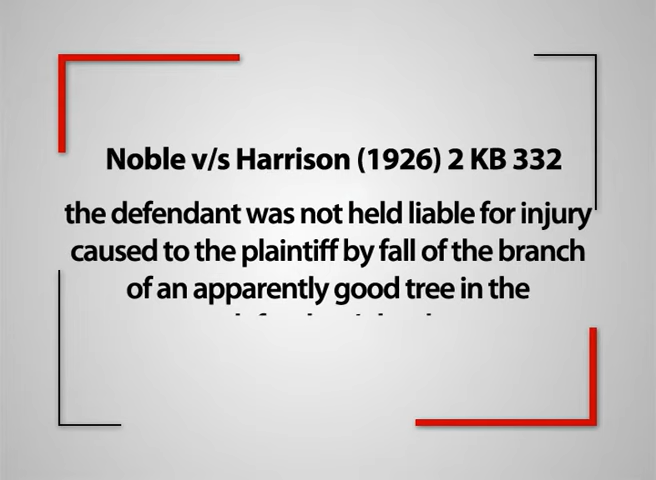 Noble v/s Harrison (1926) 2 KB 332
the defendant was not held liable for injury
caused to the plaintiff by fall of the branch
of an apparently good tree in the